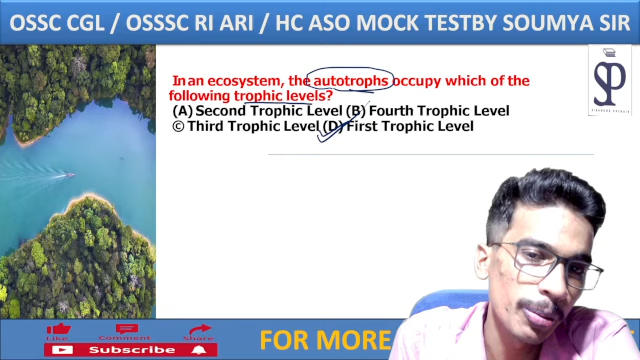 OSSC CGL / OSSSC RI ARI / HC ASO MOCK TESTBY SOUMYA SIR
In an ecosystem, the autotrophs occupy which of the
following trophic levels?
(A) Second Trophic Level (B) Fourth Trophic Level
© Third Trophic Level (D) First Trophic Level
SP
Like Comment Share
Subscribe
FOR MORE